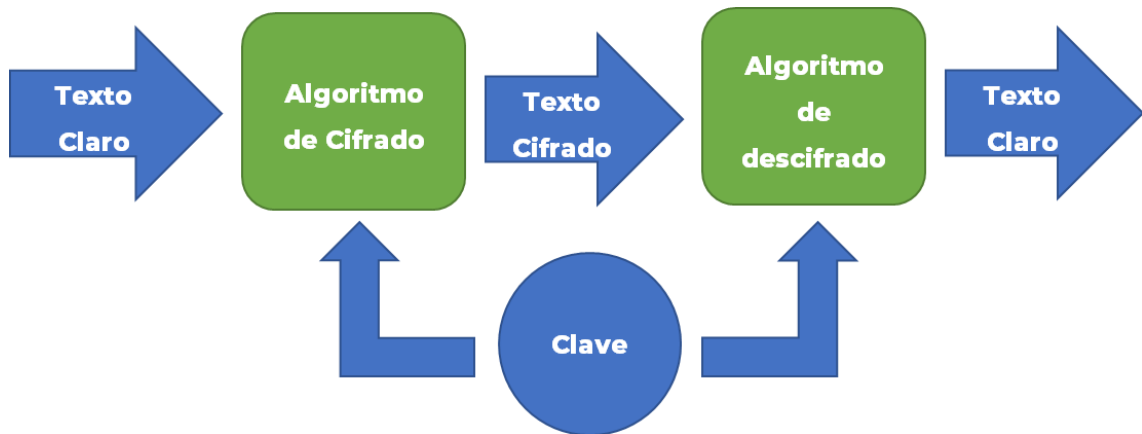 Texto
Claro
Algoritmo
de Cifrado
Texto
Cifrado
Algoritmo
de
descifrado
Texto
Claro
Clave